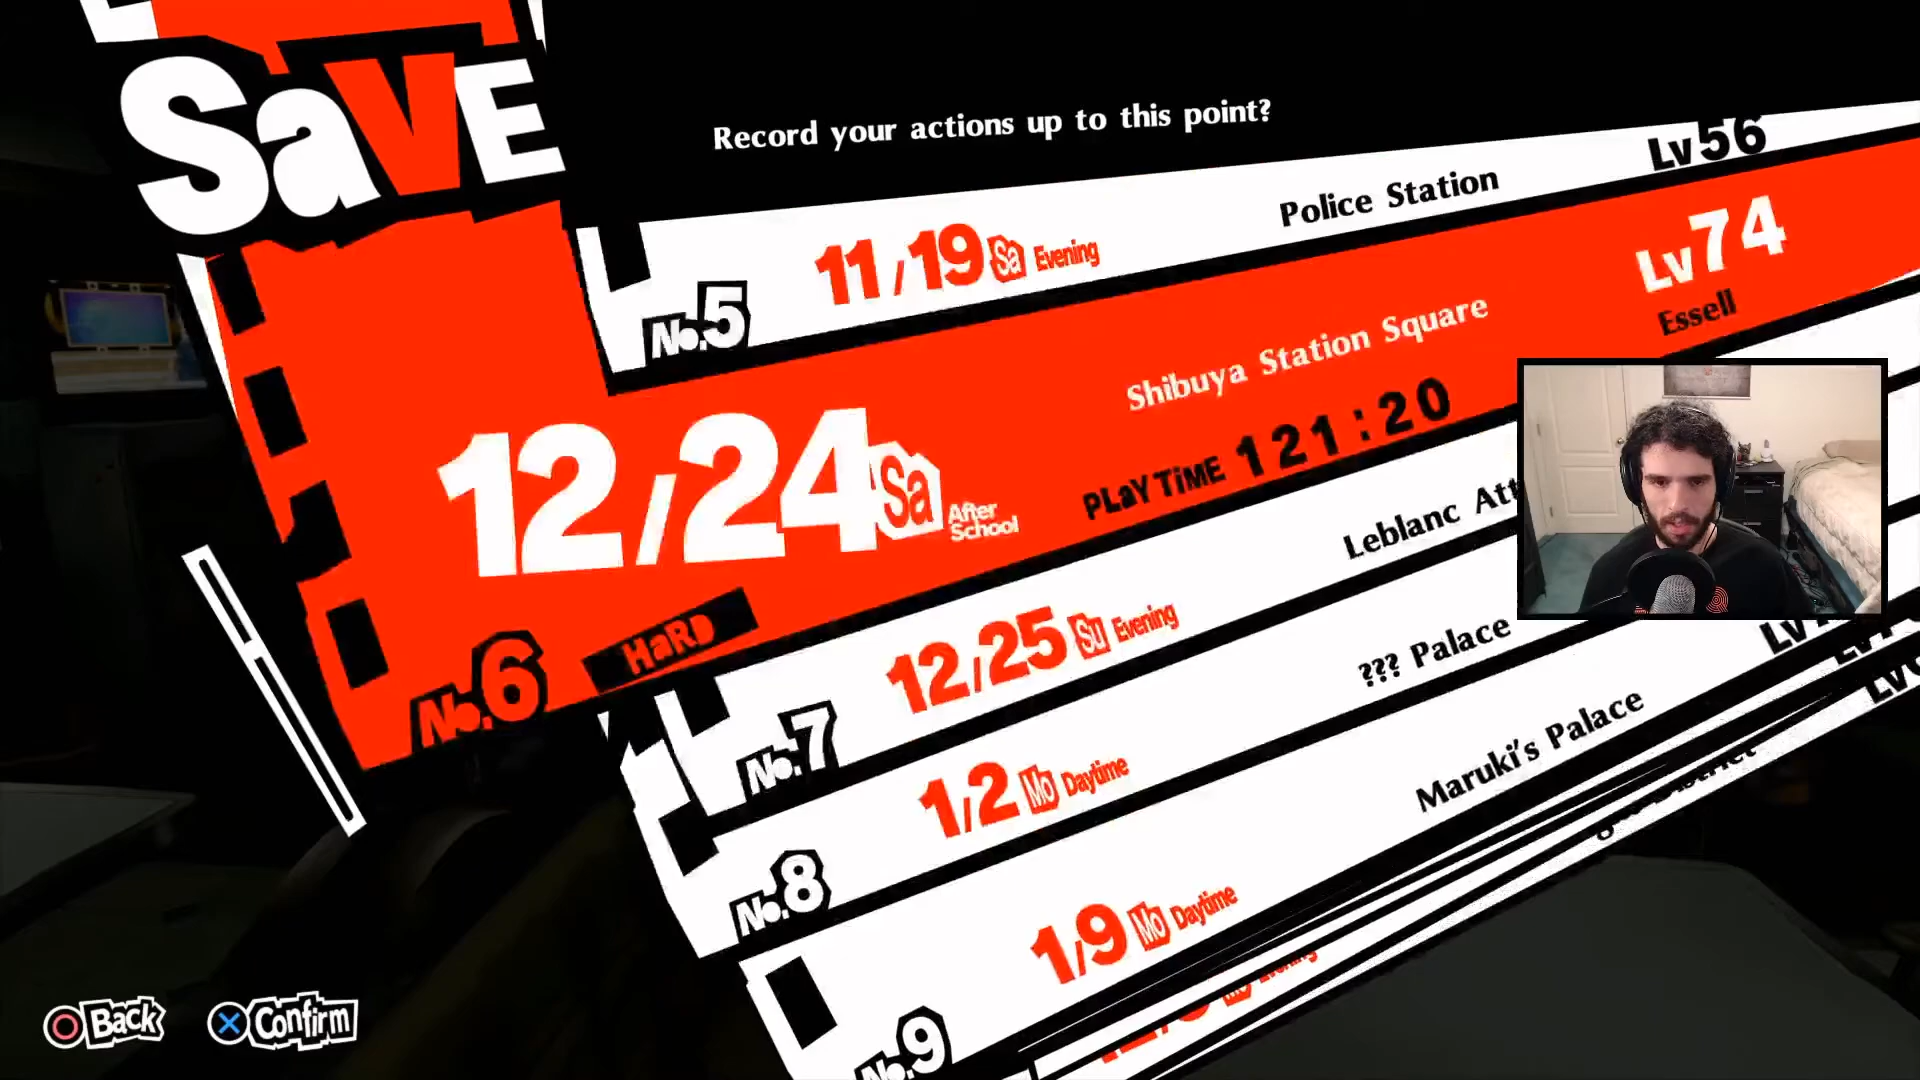 SaVE
Record your actions up to this point?
No.5 11/19 Sa Evening Police Station Lv56
No.6 12/24 Sa After School Shibuya Station Square Lv74
Essell
PLaY TiME 121:20
HaRD
No.7 12/25 Su Evening Leblanc
No.8 1/2 Mo Daytime ??? Palace
No.9 1/9 Mo Daytime Maruki's Palace
Back Confirm